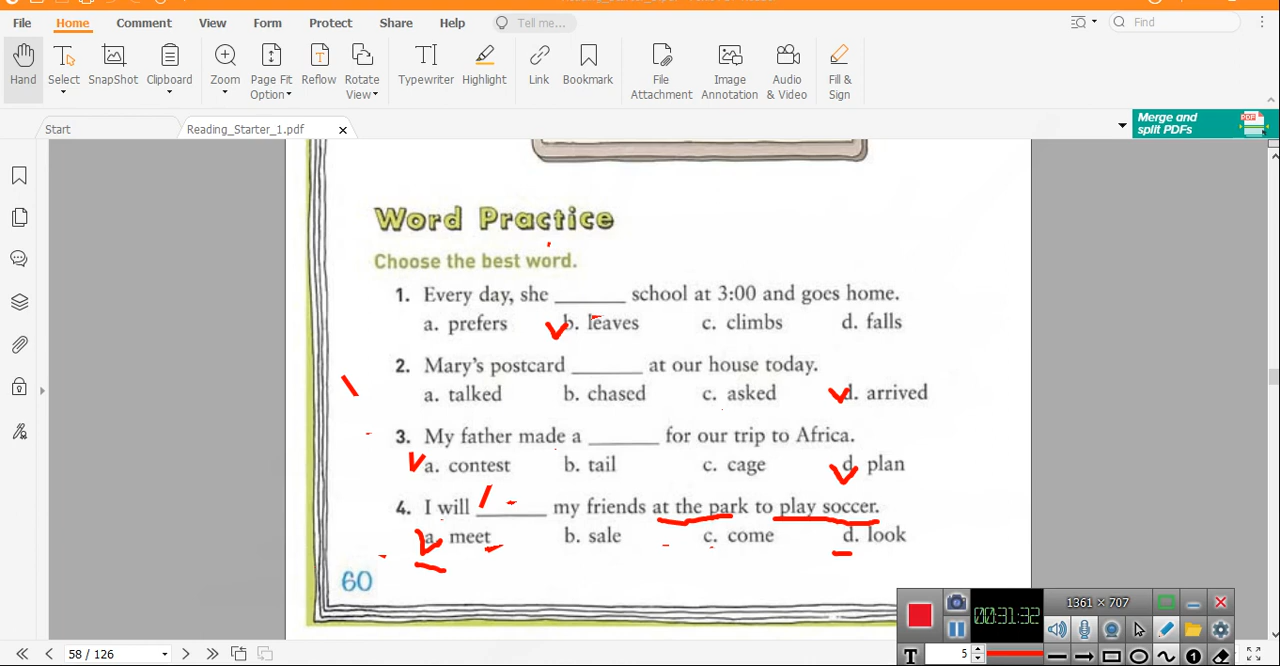 File Home Comment View Form Protect Share Help Tell me... Find
Hand Select SnapShot Clipboard Zoom Page Fit Option Reflow Rotate View Typewriter Highlight Link Bookmark File Attachment Image Annotation Audio & Video Fill & Sign
Start Reading_Starter_1.pdf Merge and split PDFs
Word Practice
Choose the best word.
1. Every day, she ______ school at 3:00 and goes home.
a. prefers b. leaves c. climbs d. falls
2. Mary's postcard ______ at our house today.
a. talked b. chased c. asked d. arrived
3. My father made a ______ for our trip to Africa.
a. contest b. tail c. cage d. plan
4. I will ______ my friends at the park to play soccer.
a. meet b. sale c. come d. look
60
1361 × 707
00:31:32
T 5
58 / 126